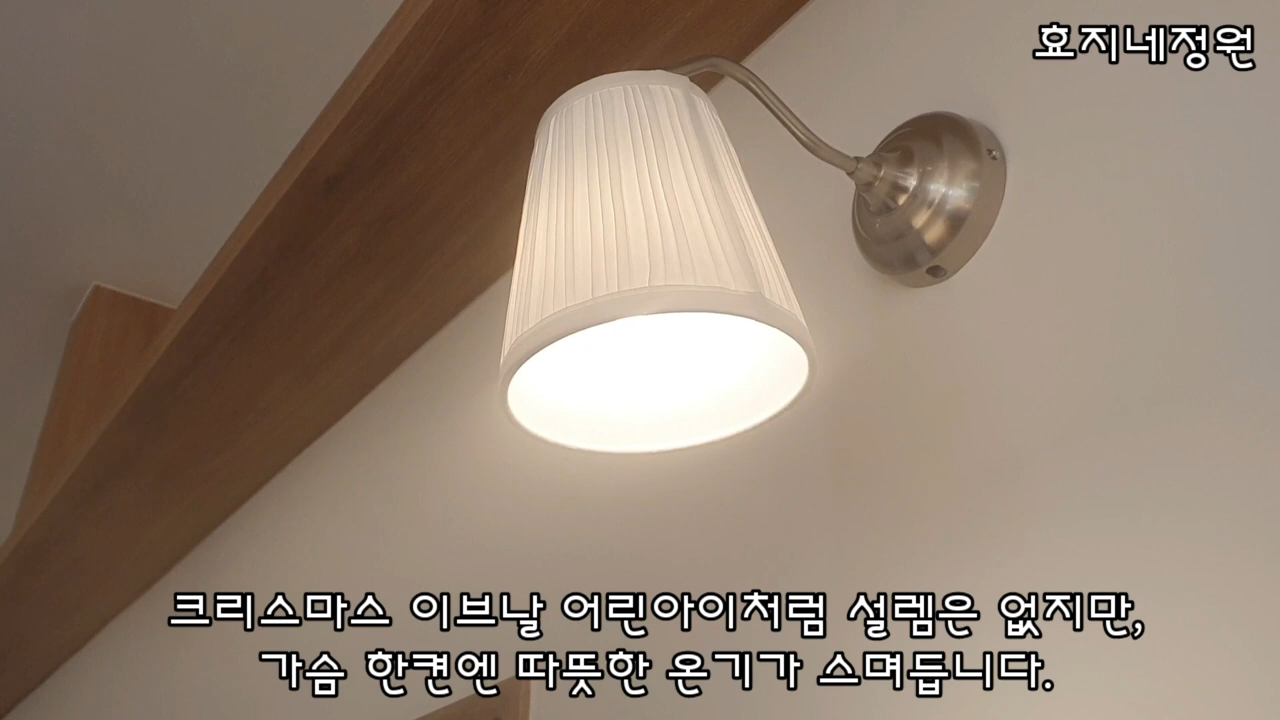 효지네정원
크리스마스 이브날 어린아이처럼 설렘은 없지만,
가슴 한켠엔 따뜻한 온기가 스며듭니다.